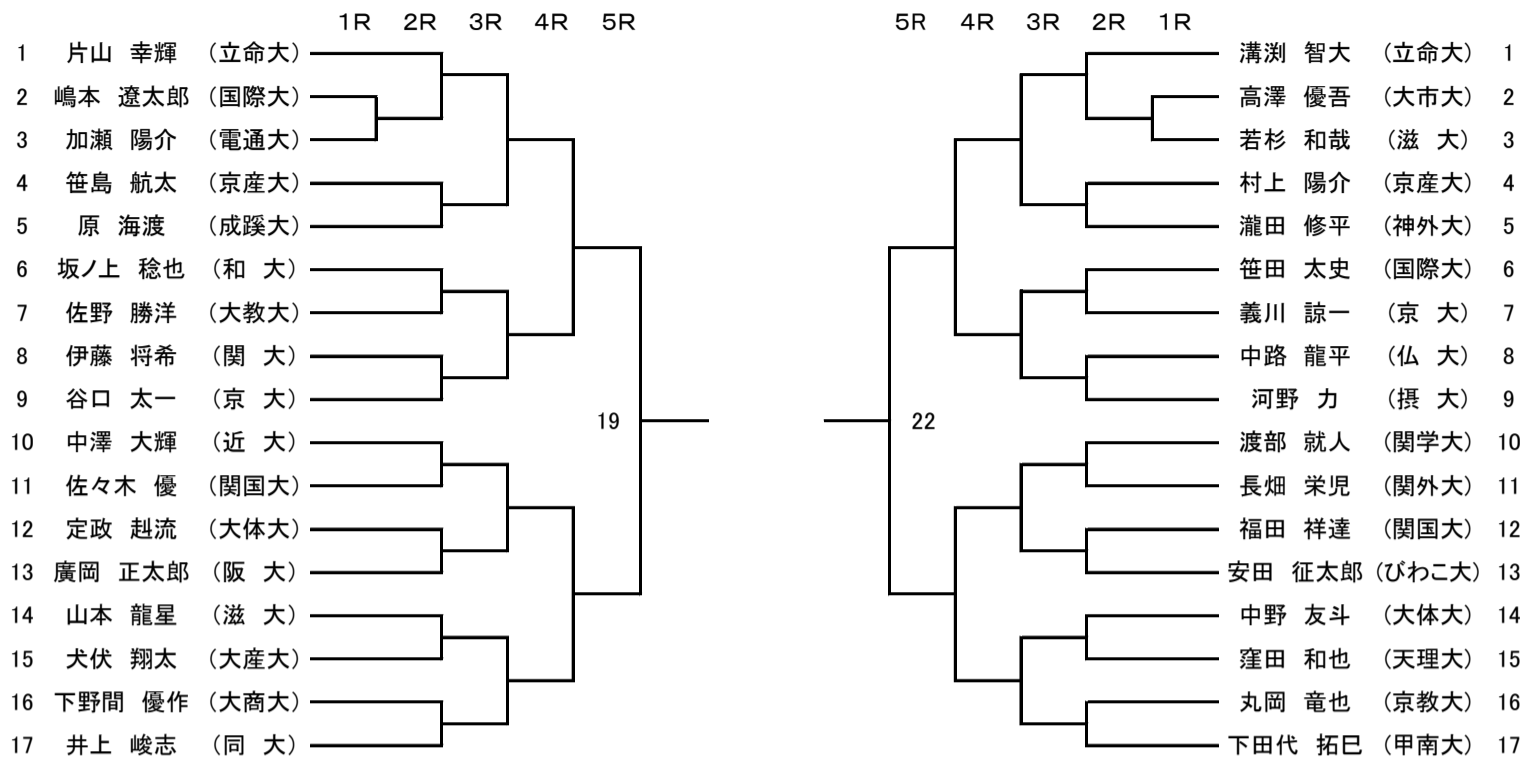 1R 2R 3R 4R 5R 5R 4R 3R 2R 1R
1 片山 幸輝 (立命大) 溝渕 智大 (立命大) 1
2 嶋本 遼太郎 (国際大) 高澤 優吾 (大市大) 2
3 加瀬 陽介 (電通大) 若杉 和哉 (滋 大) 3
4 笹島 航太 (京産大) 村上 陽介 (京産大) 4
5 原 海渡 (成蹊大) 瀧田 修平 (神外大) 5
6 坂ノ上 稔也 (和 大) 笹田 太史 (国際大) 6
7 佐野 勝洋 (大教大) 義川 諒一 (京 大) 7
8 伊藤 将希 (関 大) 中路 龍平 (仏 大) 8
9 谷口 太一 (京 大) 河野 力 (摂 大) 9
19 22
10 中澤 大輝 (近 大) 渡部 就人 (関学大) 10
11 佐々木 優 (関国大) 長畑 栄児 (関外大) 11
12 定政 赳流 (大体大) 福田 祥達 (関国大) 12
13 廣岡 正太郎 (阪 大) 安田 征太郎 (びわこ大) 13
14 山本 龍星 (滋 大) 中野 友斗 (大体大) 14
15 犬伏 翔太 (大産大) 窪田 和也 (天理大) 15
16 下野間 優作 (大商大) 丸岡 竜也 (京教大) 16
17 井上 峻志 (同 大) 下田代 拓巳 (甲南大) 17